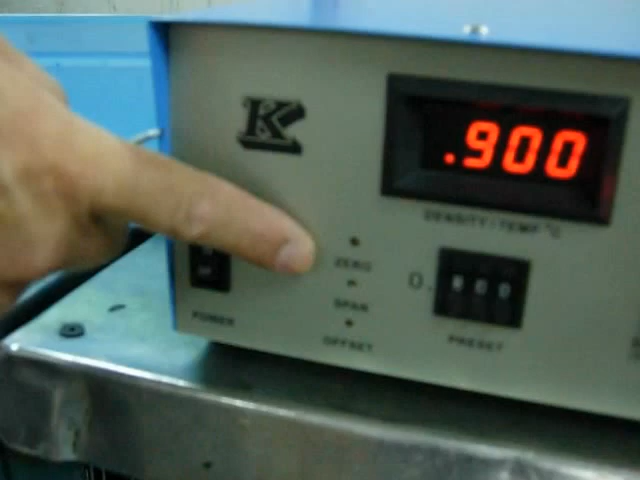 K
.900
DENSITY/TEMP °C
ZERO
0.
SPAN
POWER
OFFSET
PRESET